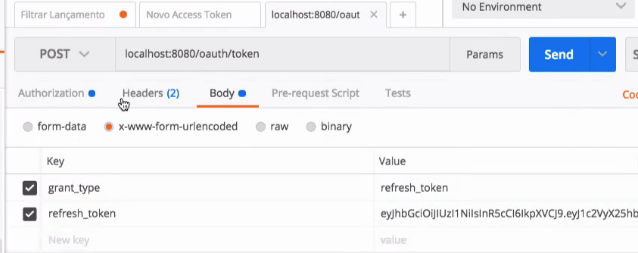 Filtrar Lançamento
Novo Access Token
localhost:8080/oaut
No Environment
POST
localhost:8080/oauth/token
Params
Send
Authorization
Headers (2)
Body
Pre-request Script
Tests
form-data
x-www-form-urlencoded
raw
binary
Key
Value
grant_type
refresh_token
refresh_token
eyJhbGciOiJIUzI1NiIsInR5cCI6IkpXVCJ9.eyJ1c2VyX25hb
New key
value